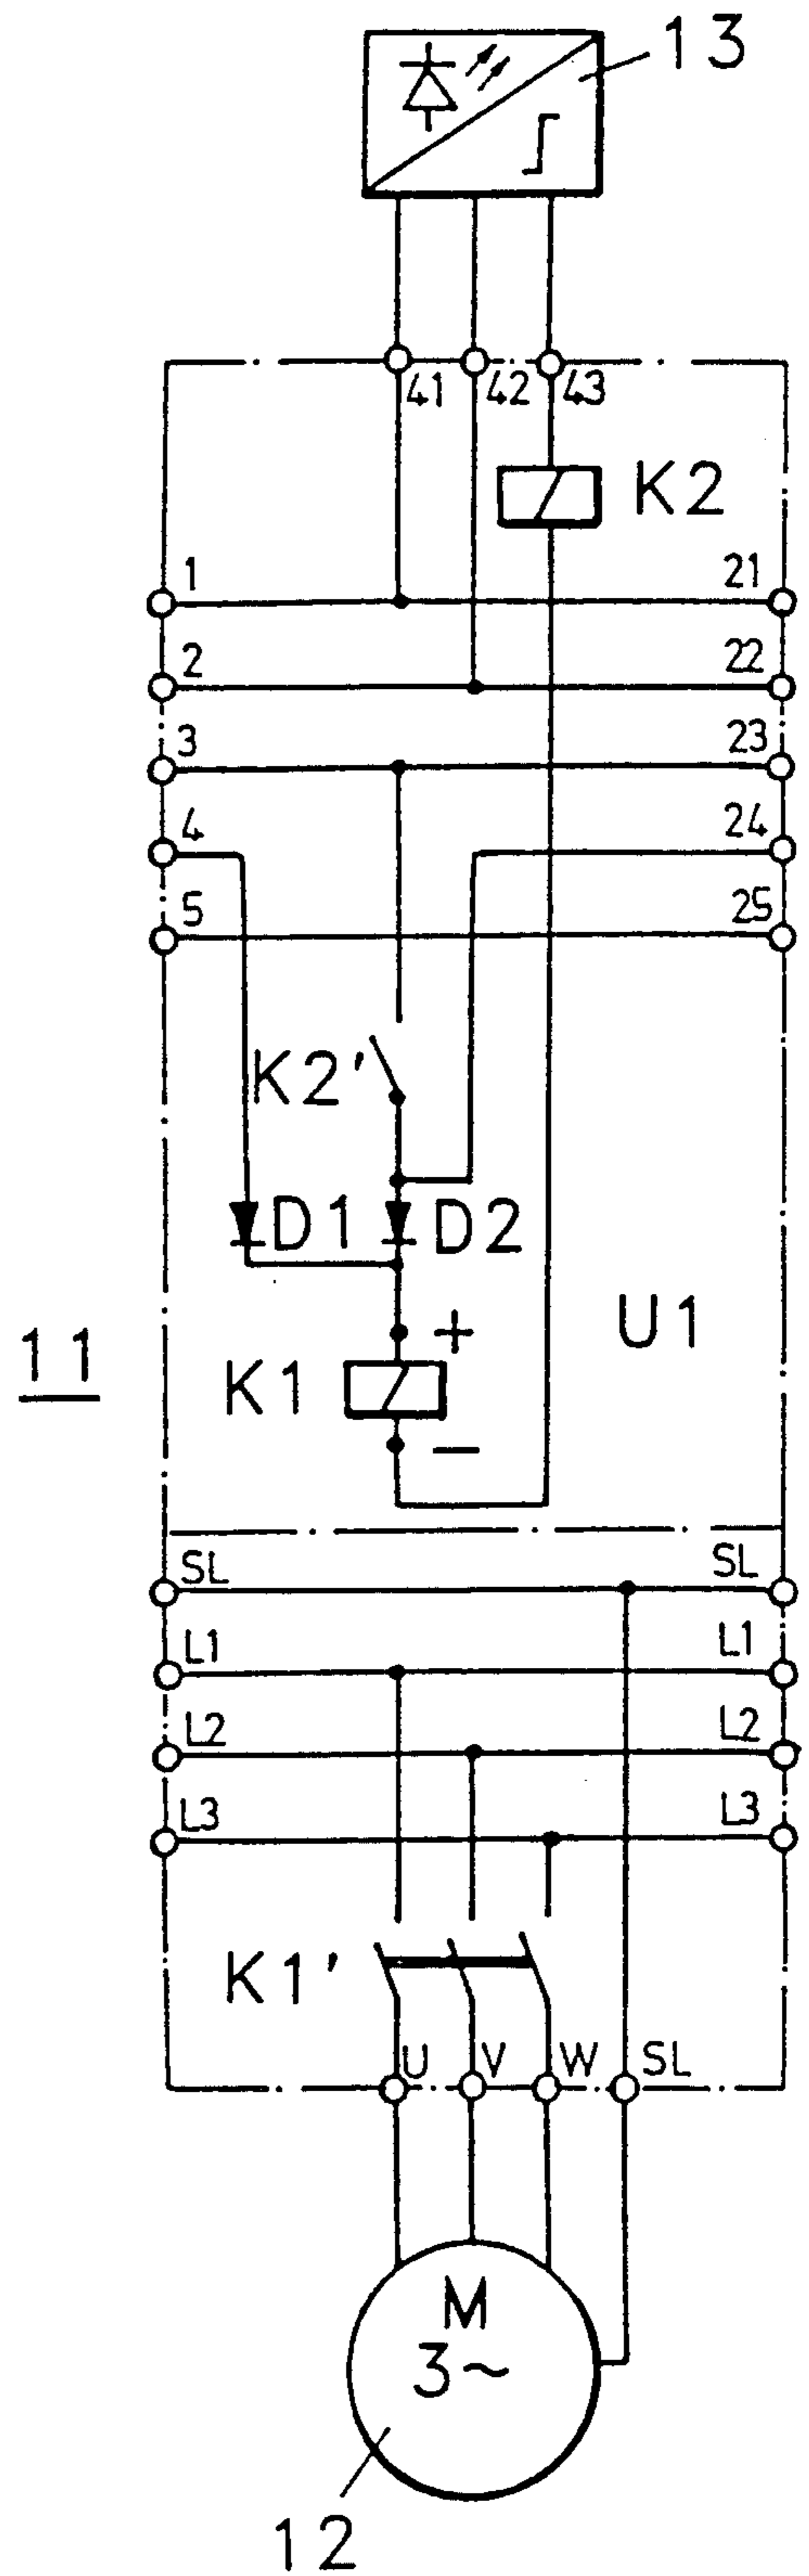 13
41 42 43
K2
1 21
2 22
3 23
4 24
5 25
K2'
D1 D2
+
U1
11
K1
−
SL SL
L1 L1
L2 L2
L3 L3
K1'
U V W SL
M
3~
12